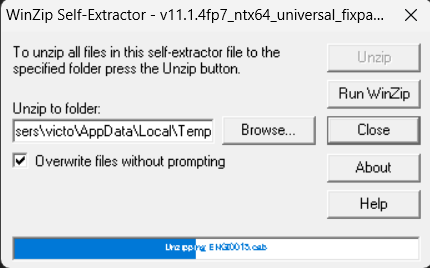 WinZip Self-Extractor - v11.1.4fp7_ntx64_universal_fixpa...
To unzip all files in this self-extractor file to the
specified folder press the Unzip button.
Unzip
Run WinZip
Unzip to folder:
sers\victo\AppData\Local\Temp
Browse...
Close
Overwrite files without prompting
About
Help
Unzipping ENGI0013.cab